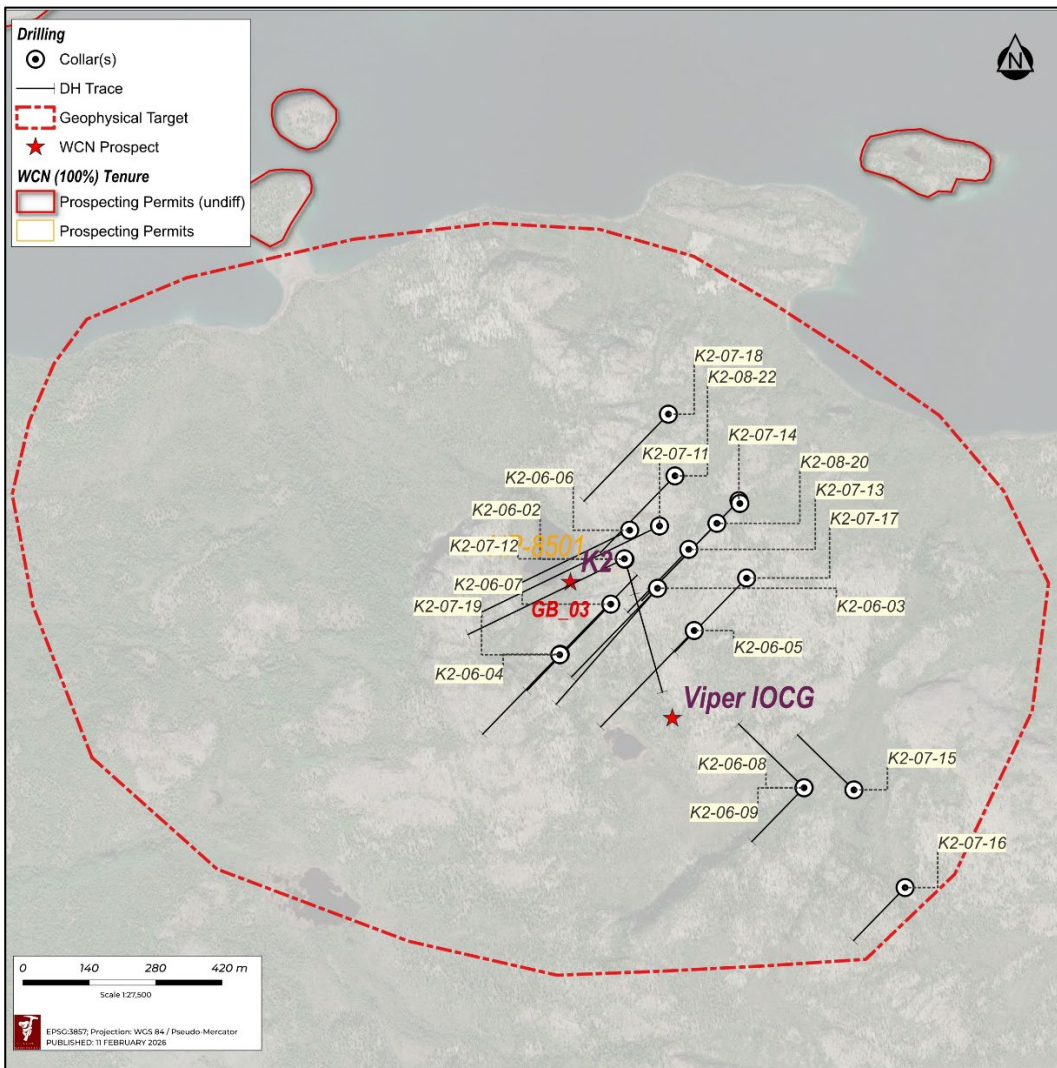 Drilling
Collar(s)
DH Trace
Geophysical Target
WCN Prospect
WCN (100%) Tenure
Prospecting Permits (undiff)
Prospecting Permits
N
K2-07-18
K2-08-22
K2-07-14
K2-07-11
K2-06-06
K2-08-20
K2-06-02
K2-07-13
K2-07-12
K2-07-17
-8501
K2
K2-06-07
GB_03
K2-07-19
K2-06-03
K2-06-04
K2-06-05
Viper IOCG
K2-06-08
K2-07-15
K2-06-09
K2-07-16
0 140 280 420 m
Scale 1:27,500
EPSG:3857; Projection: WGS 84 / Pseudo-Mercator
PUBLISHED: 11 FEBRUARY 2026